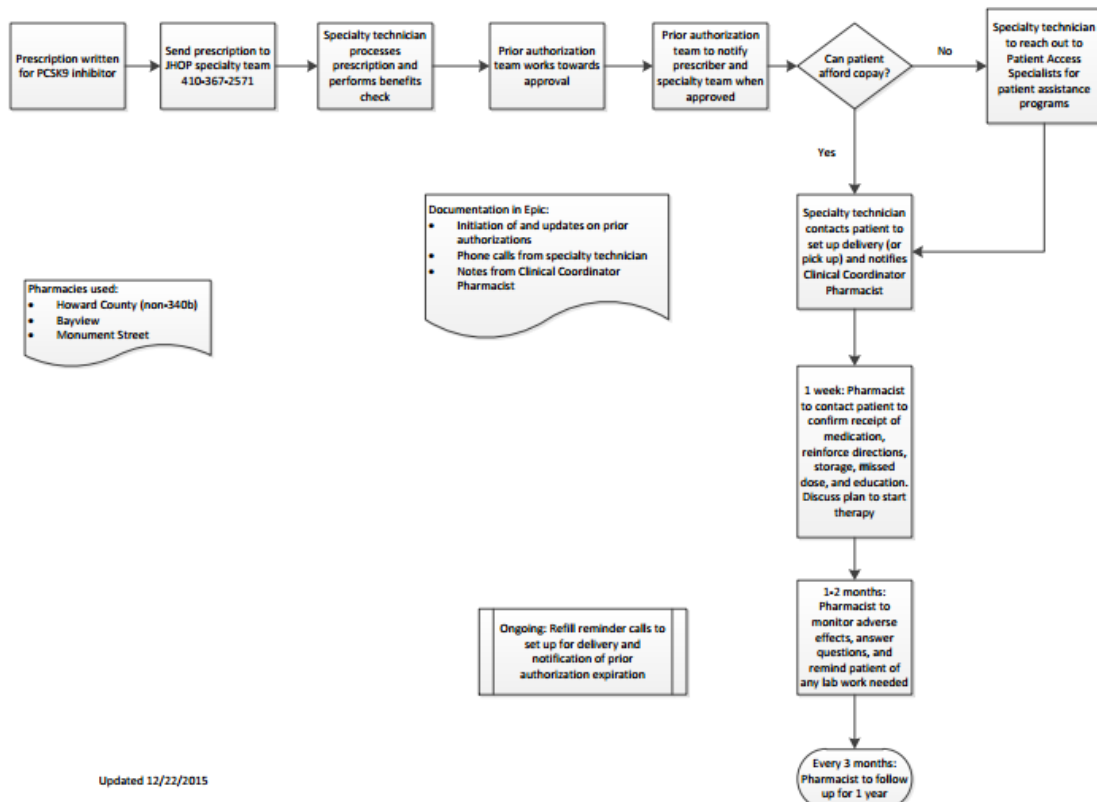 Prescription written
for PCSK9 inhibitor
Send prescription to
JHOP specialty team
410-367-2571
Specialty technician
processes
prescription and
performs benefits
check
Prior authorization
team works towards
approval
Prior authorization
team to notify
prescriber and
specialty team when
approved
Can patient
afford copay?
No
Specialty technician
to reach out to
Patient Access
Specialists for
patient assistance
programs
Yes
Specialty technician
contacts patient to
set up delivery (or
pick up) and notifies
Clinical Coordinator
Pharmacist
Documentation in Epic:
• Initiation of and updates on prior
authorizations
• Phone calls from specialty technician
• Notes from Clinical Coordinator
Pharmacist
Pharmacies used:
• Howard County (non-340b)
• Bayview
• Monument Street
1 week: Pharmacist
to contact patient to
confirm receipt of
medication,
reinforce directions,
storage, missed
dose, and education.
Discuss plan to start
therapy
1-2 months:
Pharmacist to
monitor adverse
effects, answer
questions, and
remind patient of
any lab work needed
Ongoing: Refill reminder calls to
set up for delivery and
notification of prior
authorization expiration
Every 3 months:
Pharmacist to follow
up for 1 year
Updated 12/22/2015